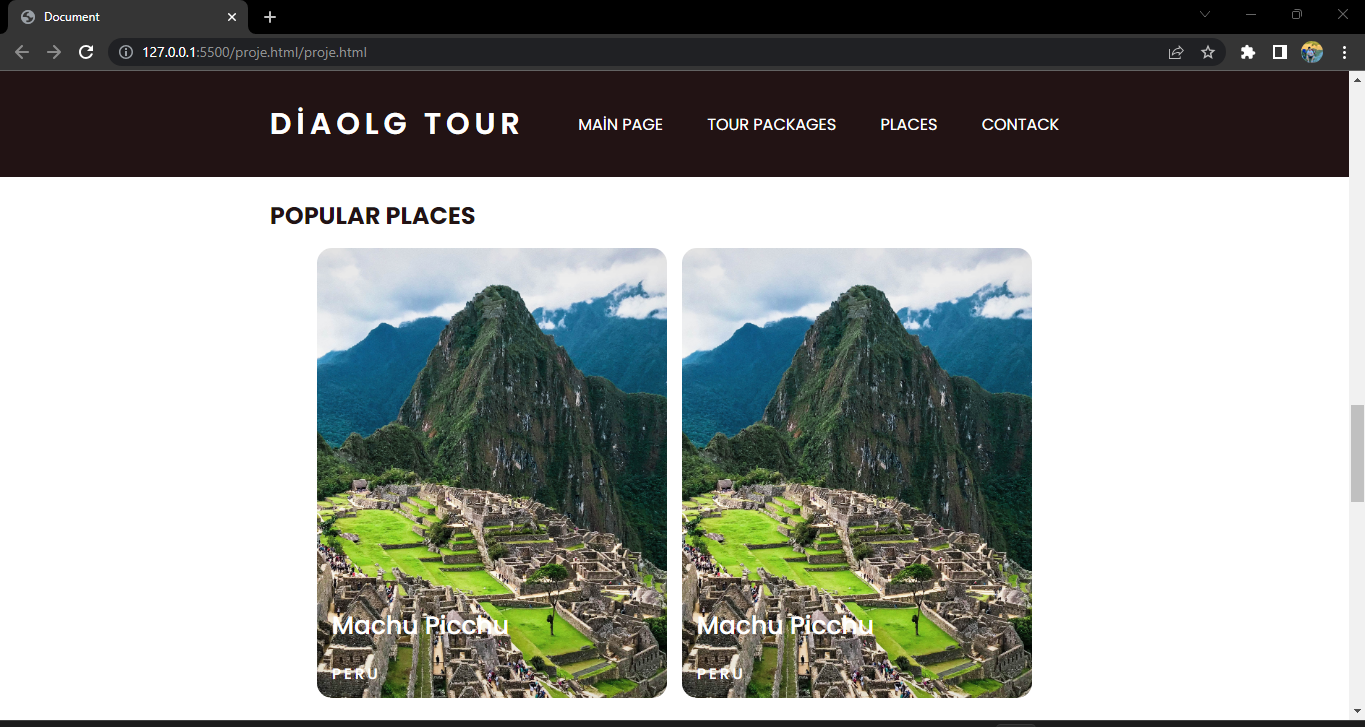 Document
127.0.0.1:5500/proje.html/proje.html
DİAOLG TOUR
MAİN PAGE
TOUR PACKAGES
PLACES
CONTACK
POPULAR PLACES
Machu Picchu
PERU
Machu Picchu
PERU